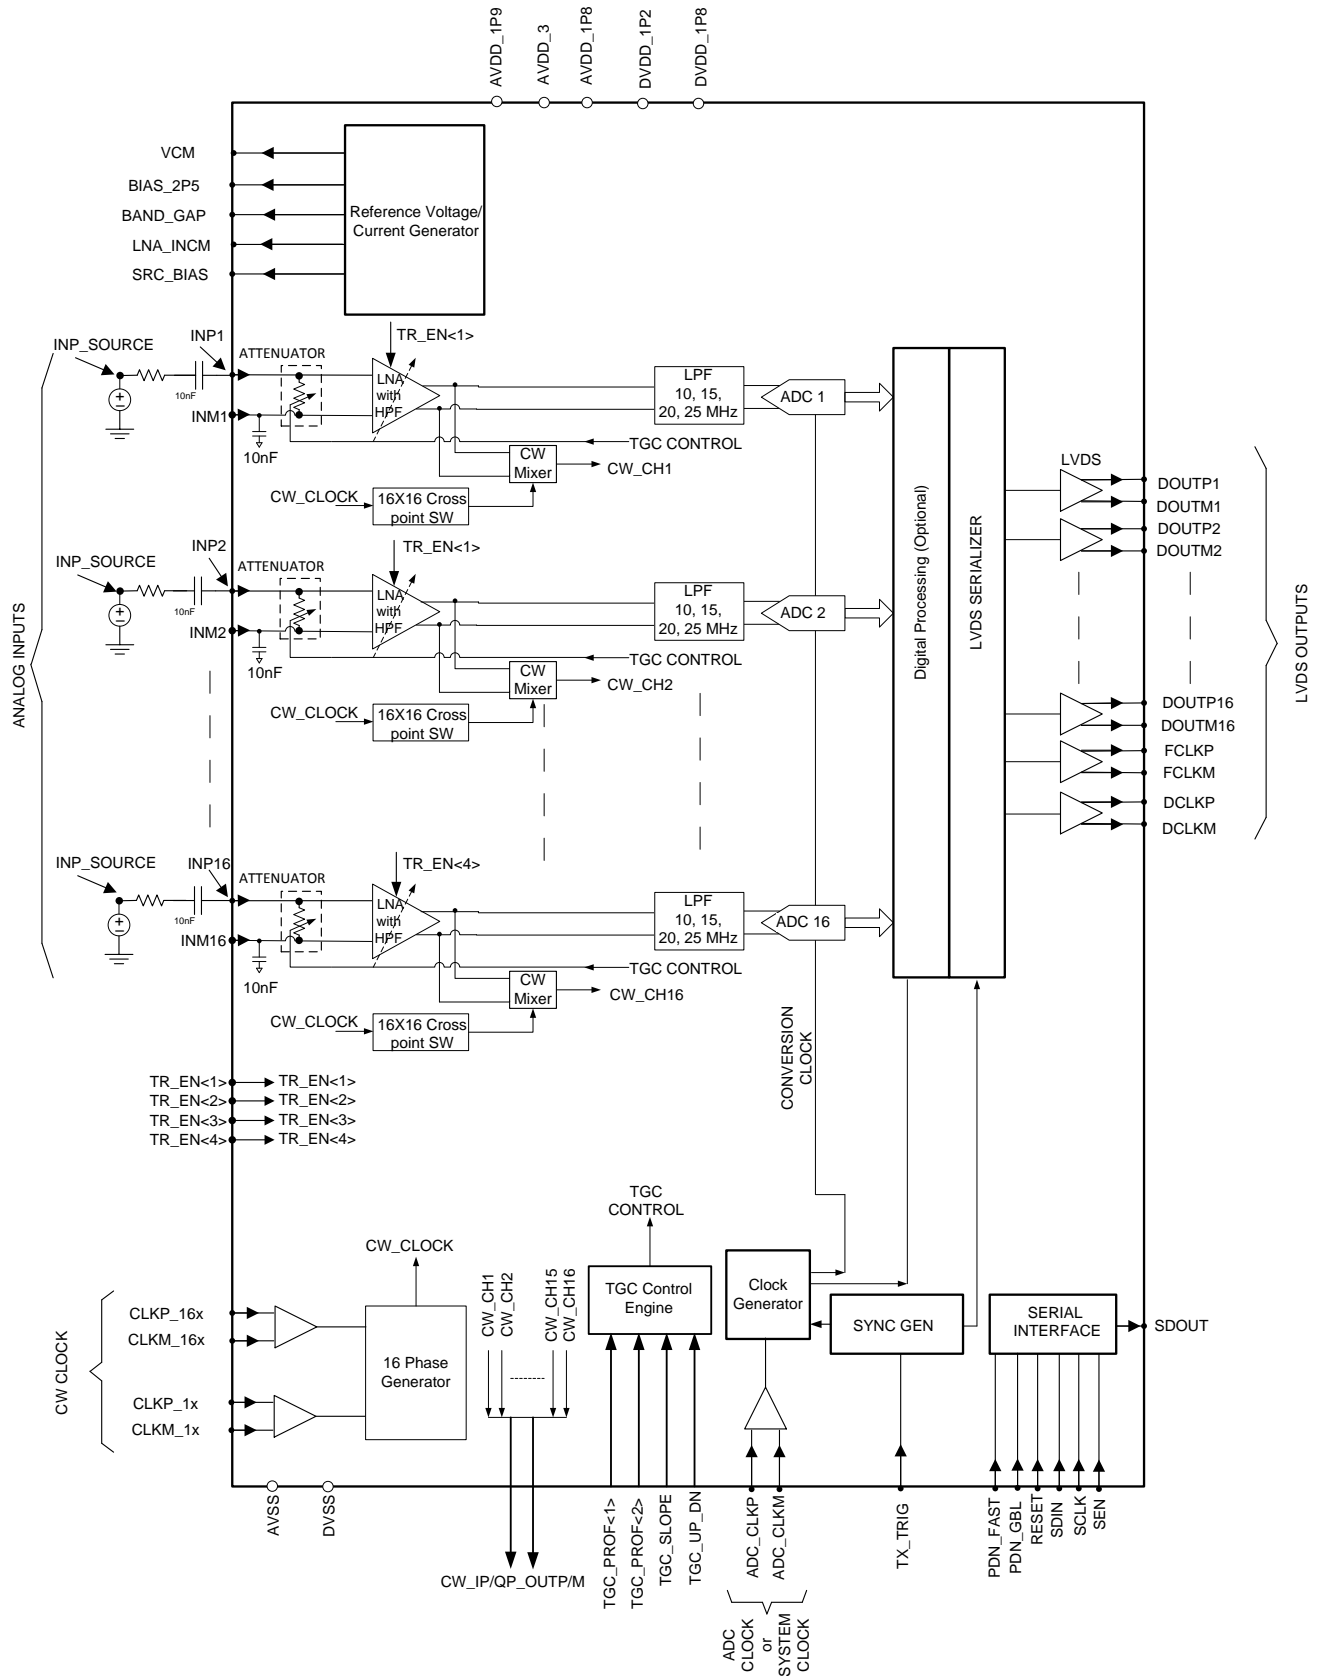 AVDD_1P9
AVDD_3
AVDD_1P8
DVDD_1P2
DVDD_1P8
VCM
BIAS_2P5
BAND_GAP
LNA_INCM
SRC_BIAS
Reference Voltage/
Current Generator
INP_SOURCE
INP1
10nF
INM1
10nF
ATTENUATOR
TR_EN<1>
LNA
with
HPF
LPF
10, 15,
20, 25 MHz
ADC 1
TGC CONTROL
CW
Mixer
CW_CH1
CW_CLOCK
16X16 Cross
point SW
INP_SOURCE
INP2
10nF
INM2
10nF
ATTENUATOR
TR_EN<1>
LNA
with
HPF
LPF
10, 15,
20, 25 MHz
ADC 2
TGC CONTROL
CW
Mixer
CW_CH2
CW_CLOCK
16X16 Cross
point SW
ANALOG INPUTS
INP_SOURCE
INP16
10nF
INM16
10nF
ATTENUATOR
TR_EN<4>
LNA
with
HPF
LPF
10, 15,
20, 25 MHz
ADC 16
TGC CONTROL
CW
Mixer
CW_CH16
CW_CLOCK
16X16 Cross
point SW
Digital Processing (Optional)
LVDS SERIALIZER
LVDS
DOUTP1
DOUTM1
DOUTP2
DOUTM2
DOUTP16
DOUTM16
FCLKP
FCLKM
DCLKP
DCLKM
LVDS OUTPUTS
CONVERSION
CLOCK
TR_EN<1>
TR_EN<1>
TR_EN<2>
TR_EN<2>
TR_EN<3>
TR_EN<3>
TR_EN<4>
TR_EN<4>
CW CLOCK
CLKP_16x
CLKM_16x
CLKP_1x
CLKM_1x
CW_CLOCK
16 Phase
Generator
CW_CH1
CW_CH2
CW_CH15
CW_CH16
TGC
CONTROL
TGC Control
Engine
Clock
Generator
SYNC GEN
SERIAL
INTERFACE
SDOUT
AVSS
DVSS
CW_IP/QP_OUTP/M
TGC_PROF<1>
TGC_PROF<2>
TGC_SLOPE
TGC_UP_DN
ADC_CLKP
ADC_CLKM
ADC
CLOCK
or
SYSTEM
CLOCK
TX_TRIG
PDN_FAST
PDN_GBL
RESET
SDIN
SCLK
SEN